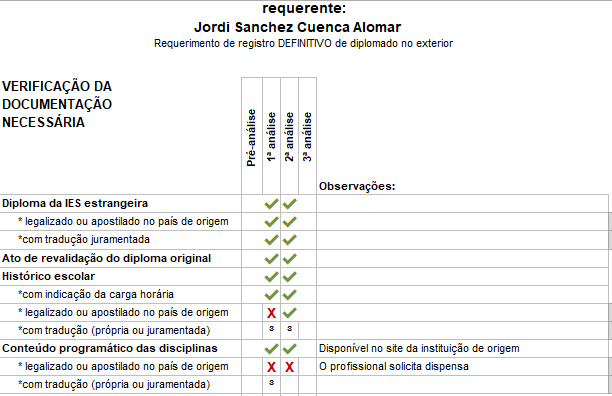 requerente:
Jordi Sanchez Cuenca Alomar
Requerimento de registro DEFINITIVO de diplomado no exterior
VERIFICAÇÃO DA
DOCUMENTAÇÃO
NECESSÁRIA
Pré-análise
1ª análise
2ª análise
3ª análise
Observações:
Diploma da IES estrangeira ✓ ✓
* legalizado ou apostilado no país de origem ✓ ✓
*com tradução juramentada ✓ ✓
Ato de revalidação do diploma original ✓ ✓
Histórico escolar ✓ ✓
*com indicação da carga horária ✓ ✓
* legalizado ou apostilado no país de origem X ✓
*com tradução (própria ou juramentada) ᵌ ᵌ
Conteúdo programático das disciplinas ✓ ✓ Disponível no site da instituição de origem
* legalizado ou apostilado no país de origem X X O profissional solicita dispensa
*com tradução (própria ou juramentada) ᵌ